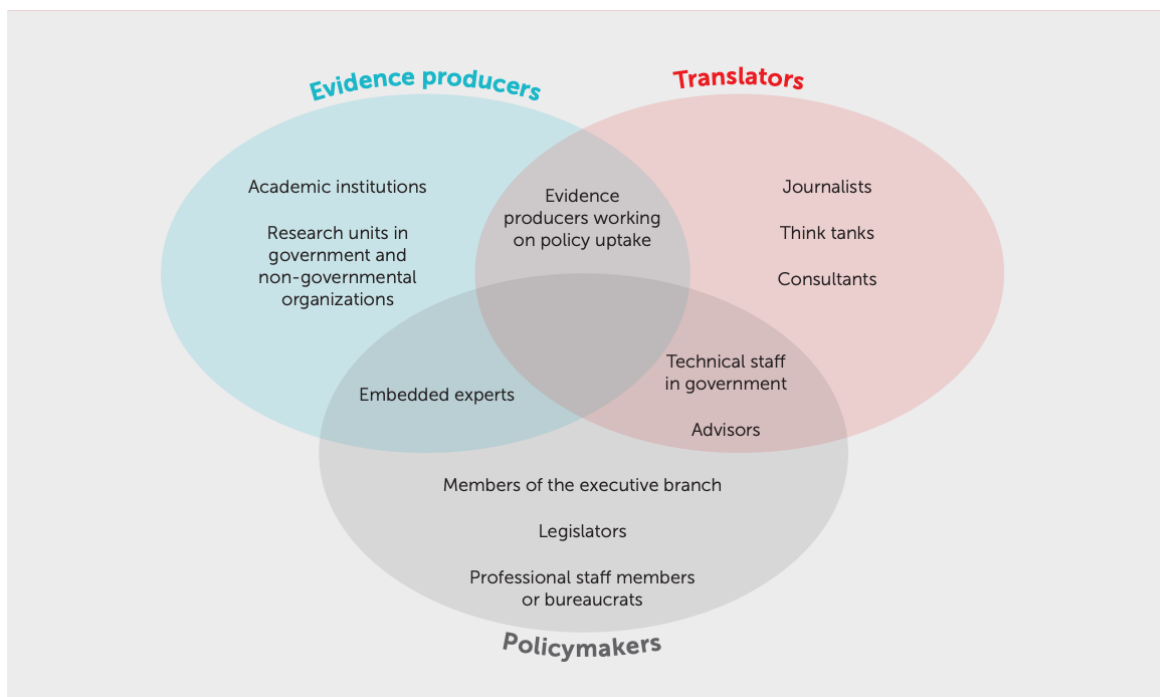 Evidence producers
Translators
Academic institutions
Research units in
government and
non-governmental
organizations
Evidence
producers working
on policy uptake
Journalists
Think tanks
Consultants
Embedded experts
Technical staff
in government
Advisors
Members of the executive branch
Legislators
Professional staff members
or bureaucrats
Policymakers